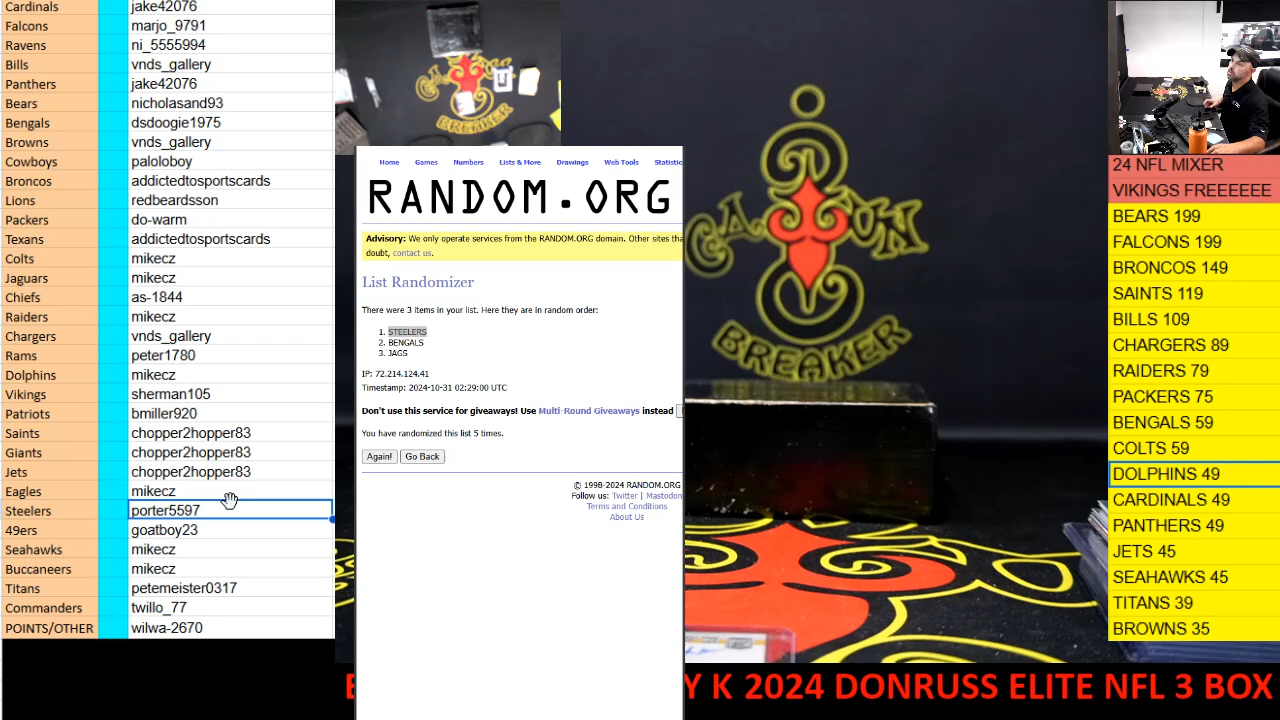 Cardinals jake42076
Falcons marjo_9791
Ravens ni_5555994
Bills vnds_gallery
Panthers jake42076
Bears nicholasand93
Bengals dsdoogie1975
Browns vnds_gallery
Cowboys paloloboy
Broncos addictedtosportscards
Lions redbeardsson
Packers do-warm
Texans addictedtosportscards
Colts mikecz
Jaguars mikecz
Chiefs as-1844
Raiders mikecz
Chargers vnds_gallery
Rams peter1780
Dolphins mikecz
Vikings sherman105
Patriots bmiller920
Saints chopper2hopper83
Giants chopper2hopper83
Jets chopper2hopper83
Eagles mikecz
Steelers porter5597
49ers goatboy23
Seahawks mikecz
Buccaneers mikecz
Titans petemeister0317
Commanders twillo_77
POINTS/OTHER wilwa-2670
BREAKER
Home Games Numbers Lists & More Drawings Web Tools Statistic
RANDOM.ORG
Advisory: We only operate services from the RANDOM.ORG domain. Other sites tha
doubt, contact us.
List Randomizer
There were 3 items in your list. Here they are in random order:
1. STEELERS
2. BENGALS
3. JAGS
IP: 72.214.124.41
Timestamp: 2024-10-31 02:29:00 UTC
Don't use this service for giveaways! Use Multi-Round Giveaways instead
You have randomized this list 5 times.
Again! Go Back
© 1998-2024 RANDOM.ORG
Follow us: Twitter | Mastodon
Terms and Conditions
About Us
CAJUN
BREAKER
24 NFL MIXER
VIKINGS FREEEEEE
BEARS 199
FALCONS 199
BRONCOS 149
SAINTS 119
BILLS 109
CHARGERS 89
RAIDERS 79
PACKERS 75
BENGALS 59
COLTS 59
DOLPHINS 49
CARDINALS 49
PANTHERS 49
JETS 45
SEAHAWKS 45
TITANS 39
BROWNS 35
Y K 2024 DONRUSS ELITE NFL 3 BOX